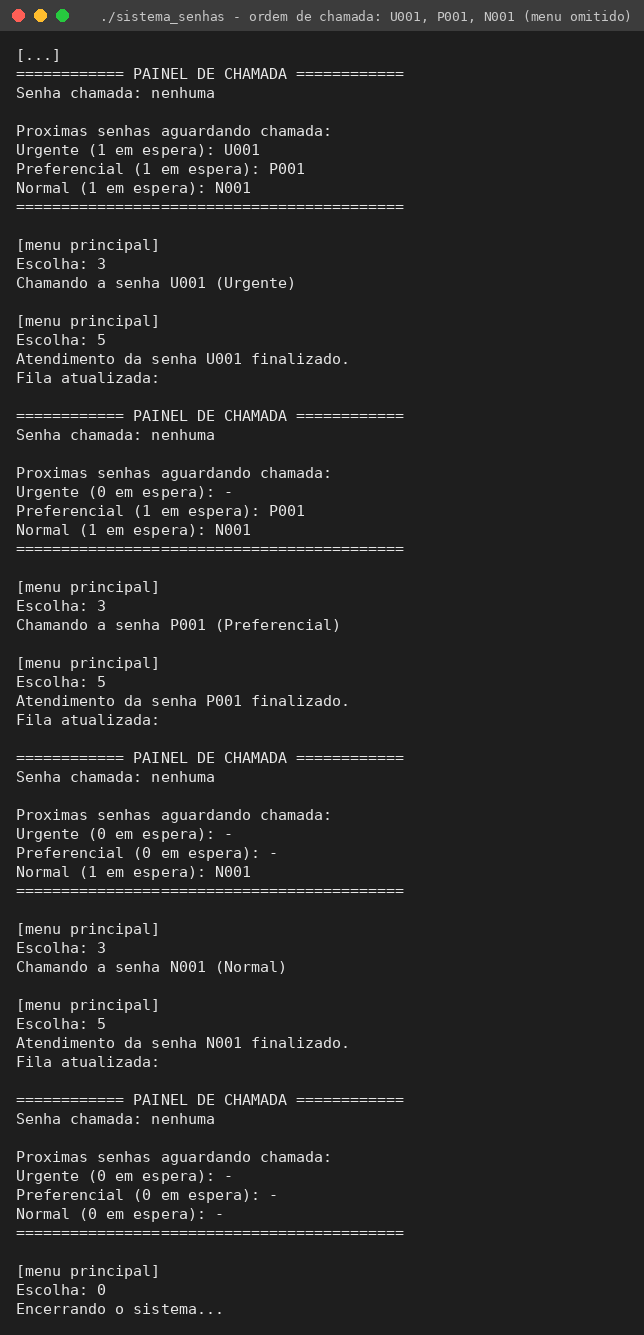 ./sistema_senhas - ordem de chamada: U001, P001, N001 (menu omitido)
[...]
============ PAINEL DE CHAMADA ============
Senha chamada: nenhuma
Proximas senhas aguardando chamada:
Urgente (1 em espera): U001
Preferencial (1 em espera): P001
Normal (1 em espera): N001
===========================================
[menu principal]
Escolha: 3
Chamando a senha U001 (Urgente)
[menu principal]
Escolha: 5
Atendimento da senha U001 finalizado.
Fila atualizada:
============ PAINEL DE CHAMADA ============
Senha chamada: nenhuma
Proximas senhas aguardando chamada:
Urgente (0 em espera): -
Preferencial (1 em espera): P001
Normal (1 em espera): N001
===========================================
[menu principal]
Escolha: 3
Chamando a senha P001 (Preferencial)
[menu principal]
Escolha: 5
Atendimento da senha P001 finalizado.
Fila atualizada:
============ PAINEL DE CHAMADA ============
Senha chamada: nenhuma
Proximas senhas aguardando chamada:
Urgente (0 em espera): -
Preferencial (0 em espera): -
Normal (1 em espera): N001
===========================================
[menu principal]
Escolha: 3
Chamando a senha N001 (Normal)
[menu principal]
Escolha: 5
Atendimento da senha N001 finalizado.
Fila atualizada:
============ PAINEL DE CHAMADA ============
Senha chamada: nenhuma
Proximas senhas aguardando chamada:
Urgente (0 em espera): -
Preferencial (0 em espera): -
Normal (0 em espera): -
===========================================
[menu principal]
Escolha: 0
Encerrando o sistema...